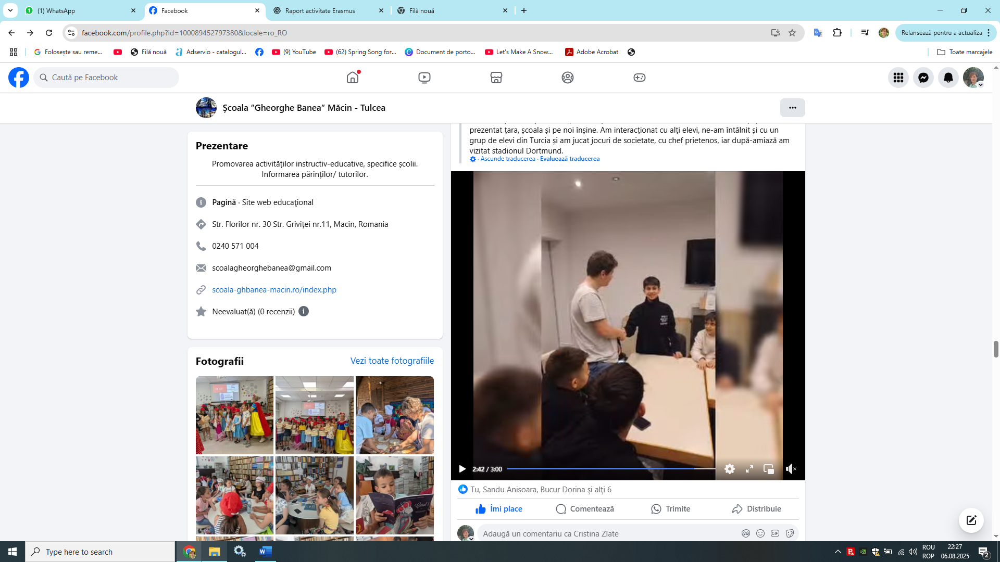 (1) WhatsApp
Facebook
Raport activitate Erasmus
Filă nouă
facebook.com/profile.php?id=100089452797380&locale=ro_RO
Relansează pentru a actualiza
Folosește sau reme...
Filă nouă
Adservio - catalogul...
(9) YouTube
(62) Spring Song for...
Document de porto...
Let's Make A Snow...
Adobe Acrobat
Toate marcajele
Caută pe Facebook
Școala ”Gheorghe Banea” Măcin - Tulcea
Prezentare
Promovarea activităților instructiv-educative, specifice școlii.
Informarea părinților/ tutorilor.
Pagină · Site web educaţional
Str. Florilor nr. 30 Str. Griviței nr.11, Macin, Romania
0240 571 004
scoalagheorghebanea@gmail.com
scoala-ghbanea-macin.ro/index.php
Neevaluat(ă) (0 recenzii)
Fotografii
Vezi toate fotografiile
prezentat țara, școala și pe noi înșine. Am interacționat cu alți elevi, ne-am întâlnit și cu un
grup de elevi din Turcia și am jucat jocuri de societate, cu chef prietenos, iar după-amiază am
vizitat stadionul Dortmund.
· Ascunde traducerea · Evaluează traducerea
2:42 / 3:00
Tu, Sandu Anisoara, Bucur Dorina şi alţi 6
Îmi place
Comentează
Trimite
Distribuie
Adaugă un comentariu ca Cristina Zlate
GIF
Type here to search
ROU
ROP
22:27
06.08.2025
2